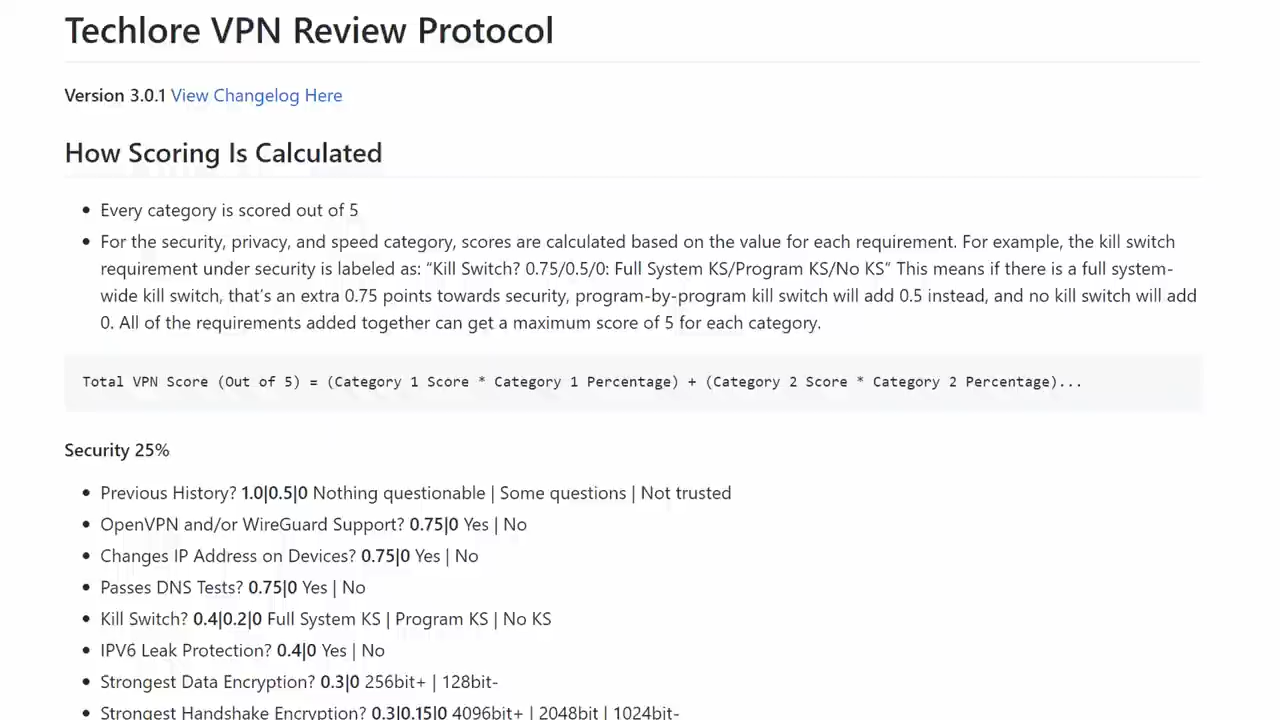 Techlore VPN Review Protocol
Version 3.0.1 View Changelog Here
How Scoring Is Calculated
• Every category is scored out of 5
• For the security, privacy, and speed category, scores are calculated based on the value for each requirement. For example, the kill switch
requirement under security is labeled as: “Kill Switch? 0.75/0.5/0: Full System KS/Program KS/No KS” This means if there is a full system-
wide kill switch, that’s an extra 0.75 points towards security, program-by-program kill switch will add 0.5 instead, and no kill switch will add
0. All of the requirements added together can get a maximum score of 5 for each category.
Total VPN Score (Out of 5) = (Category 1 Score * Category 1 Percentage) + (Category 2 Score * Category 2 Percentage)...
Security 25%
• Previous History? 1.0|0.5|0 Nothing questionable | Some questions | Not trusted
• OpenVPN and/or WireGuard Support? 0.75|0 Yes | No
• Changes IP Address on Devices? 0.75|0 Yes | No
• Passes DNS Tests? 0.75|0 Yes | No
• Kill Switch? 0.4|0.2|0 Full System KS | Program KS | No KS
• IPV6 Leak Protection? 0.4|0 Yes | No
• Strongest Data Encryption? 0.3|0 256bit+ | 128bit-
• Strongest Handshake Encryption? 0.3|0.15|0 4096bit+ | 2048bit | 1024bit-